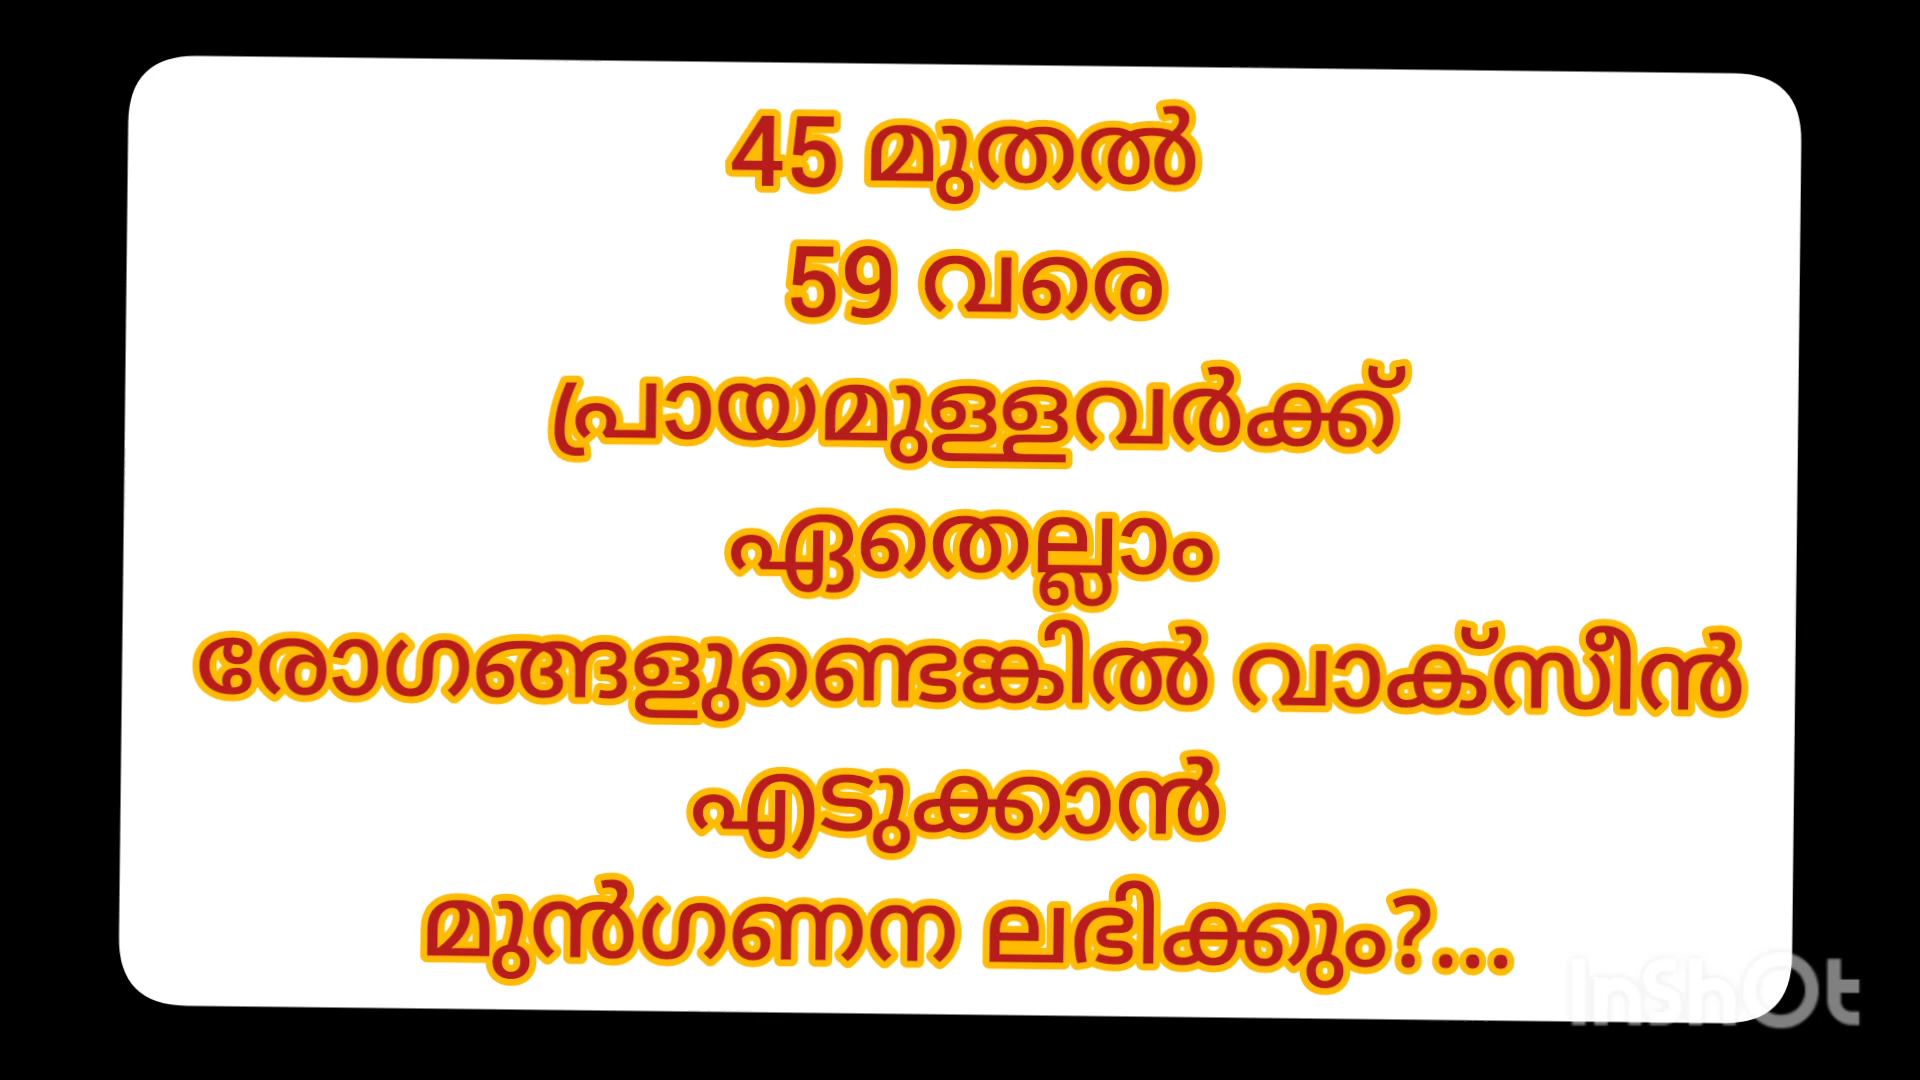 45 മുതൽ
59 വരെ
പ്രായമുള്ളവർക്ക്
ഏതെല്ലാം
രോഗങ്ങളുണ്ടെങ്കിൽ വാക്സീൻ
എടുക്കാൻ
മുൻഗണന ലഭിക്കും?...
InShOt